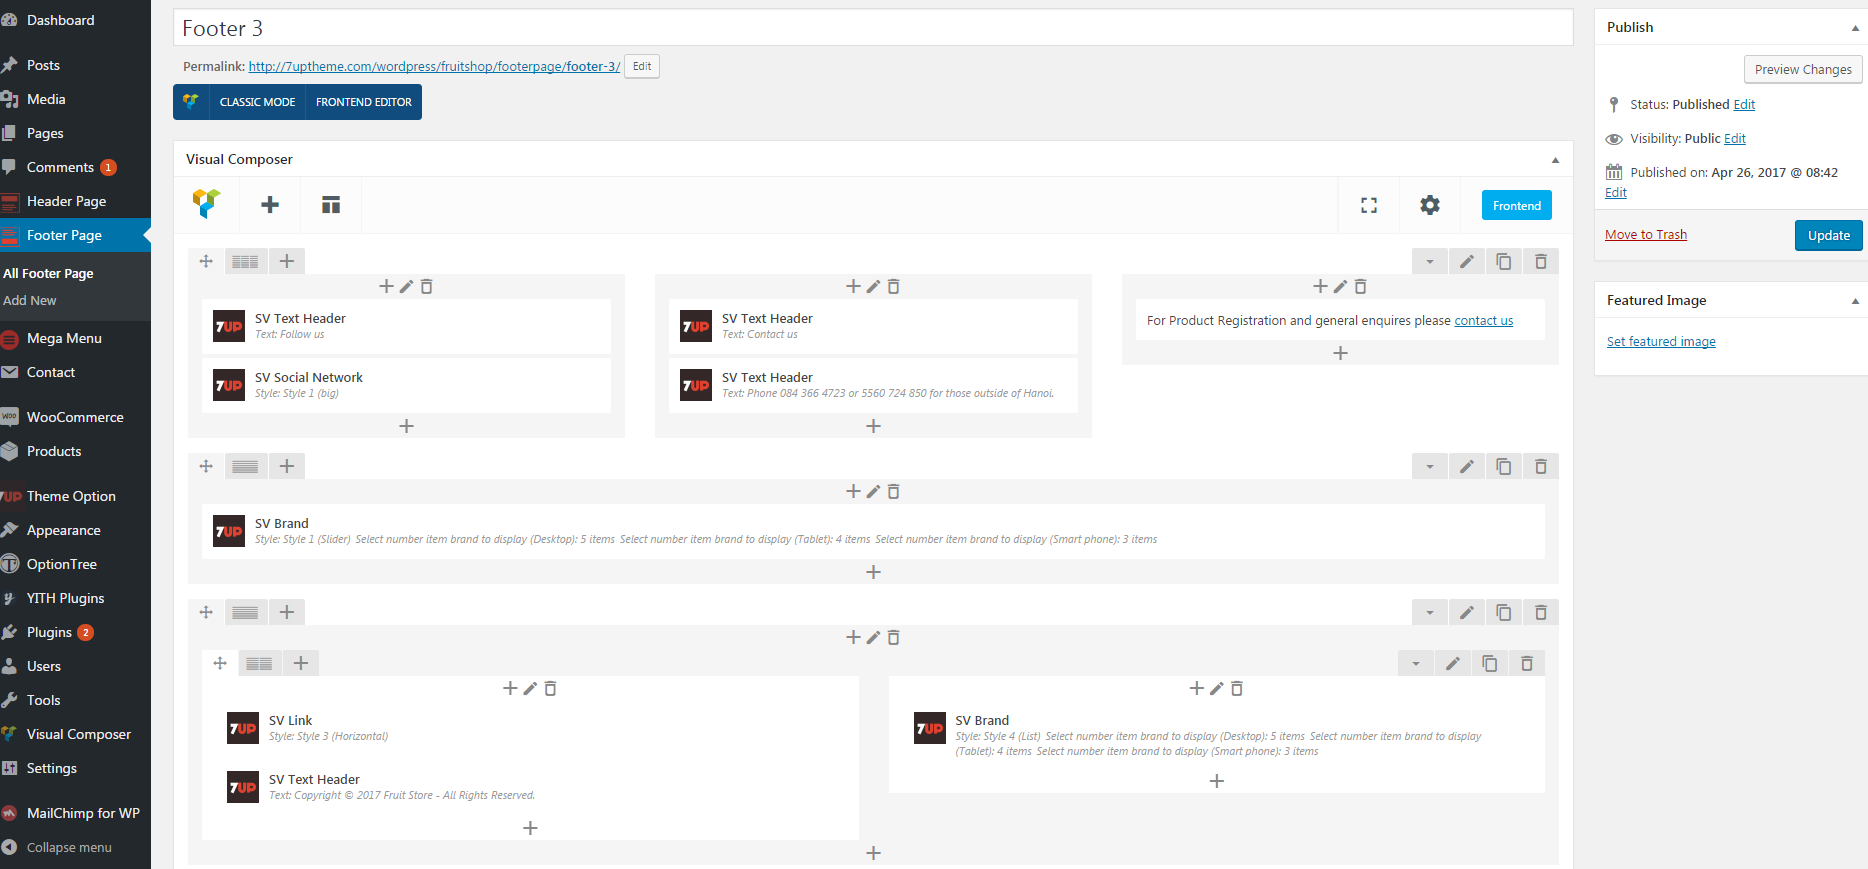 Dashboard
Posts
Media
Pages
Comments 1
Header Page
Footer Page
All Footer Page
Add New
Mega Menu
Contact
WOO WooCommerce
Products
7UP Theme Option
Appearance
OptionTree
YITH Plugins
Plugins 2
Users
Tools
Visual Composer
Settings
MailChimp for WP
Collapse menu
Footer 3
Permalink: http://7uptheme.com/wordpress/fruitshop/footerpage/footer-3/ Edit
CLASSIC MODE FRONTEND EDITOR
Visual Composer
Frontend
7UP SV Text Header
Text: Follow us
7UP SV Social Network
Style: Style 1 (big)
7UP SV Text Header
Text: Contact us
7UP SV Text Header
Text: Phone 084 366 4723 or 5560 724 850 for those outside of Hanoi.
For Product Registration and general enquires please contact us
7UP SV Brand
Style: Style 1 (Slider) Select number item brand to display (Desktop): 5 items Select number item brand to display (Tablet): 4 items Select number item brand to display (Smart phone): 3 items
7UP SV Link
Style: Style 3 (Horizontal)
7UP SV Text Header
Text: Copyright © 2017 Fruit Store - All Rights Reserved.
7UP SV Brand
Style: Style 4 (List) Select number item brand to display (Desktop): 5 items Select number item brand to display
(Tablet): 4 items Select number item brand to display (Smart phone): 3 items
Publish
Preview Changes
Status: Published Edit
Visibility: Public Edit
Published on: Apr 26, 2017 @ 08:42
Edit
Move to Trash Update
Featured Image
Set featured image